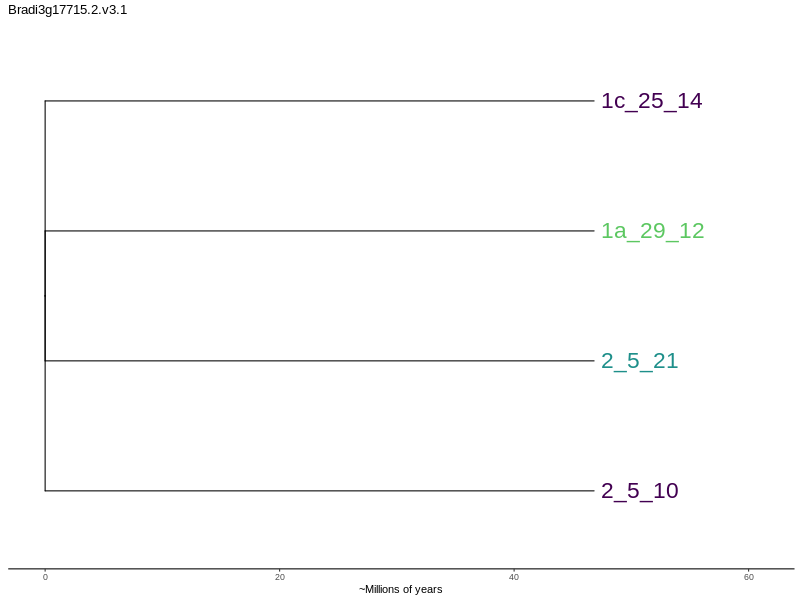 Bradi3g17715.2.v3.1
1c_25_14
1a_29_12
2_5_21
2_5_10
0 20 40 60
~Millions of years